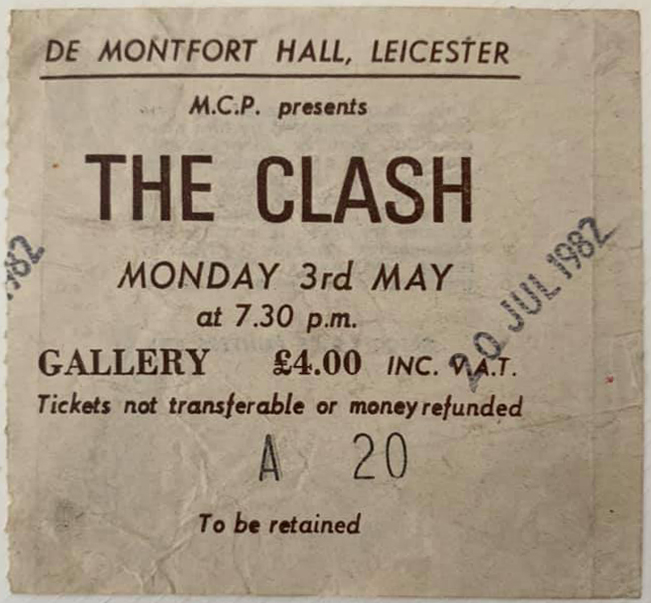 DE MONTFORT HALL, LEICESTER
M.C.P. presents
THE CLASH
MONDAY 3rd MAY
at 7.30 p.m.
GALLERY £4.00 INC. V.A.T.
Tickets not transferable or money refunded
A 20
To be retained
20 JUL 1982
982